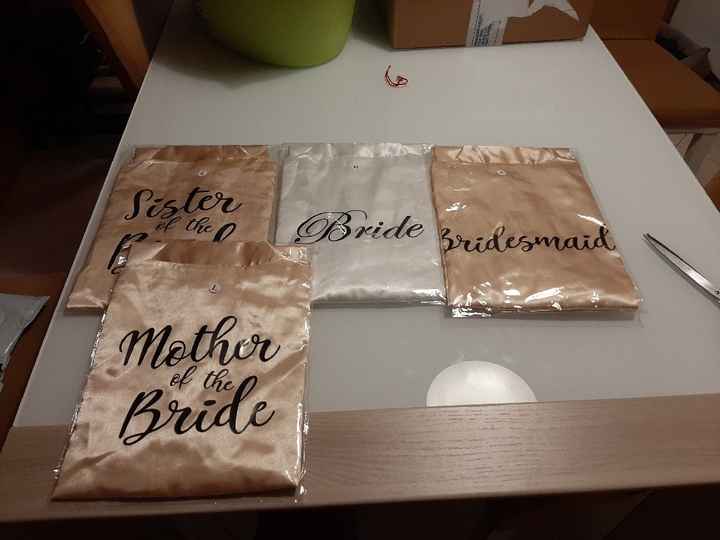 Sister
of the
Bride
Bridesmaid
Mother
of the
Bride